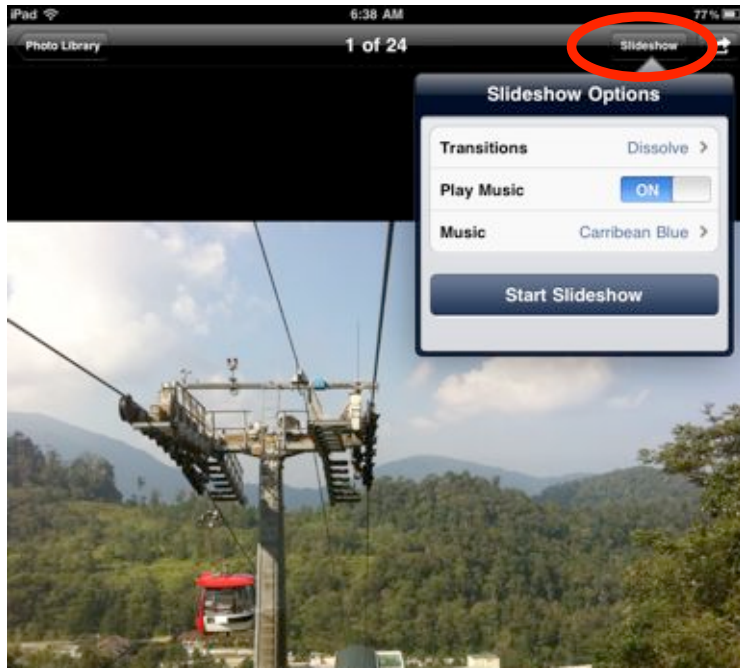 iPad 6:38 AM 77%
Photo Library 1 of 24 Slideshow
Slideshow Options
Transitions Dissolve >
Play Music ON
Music Carribean Blue >
Start Slideshow